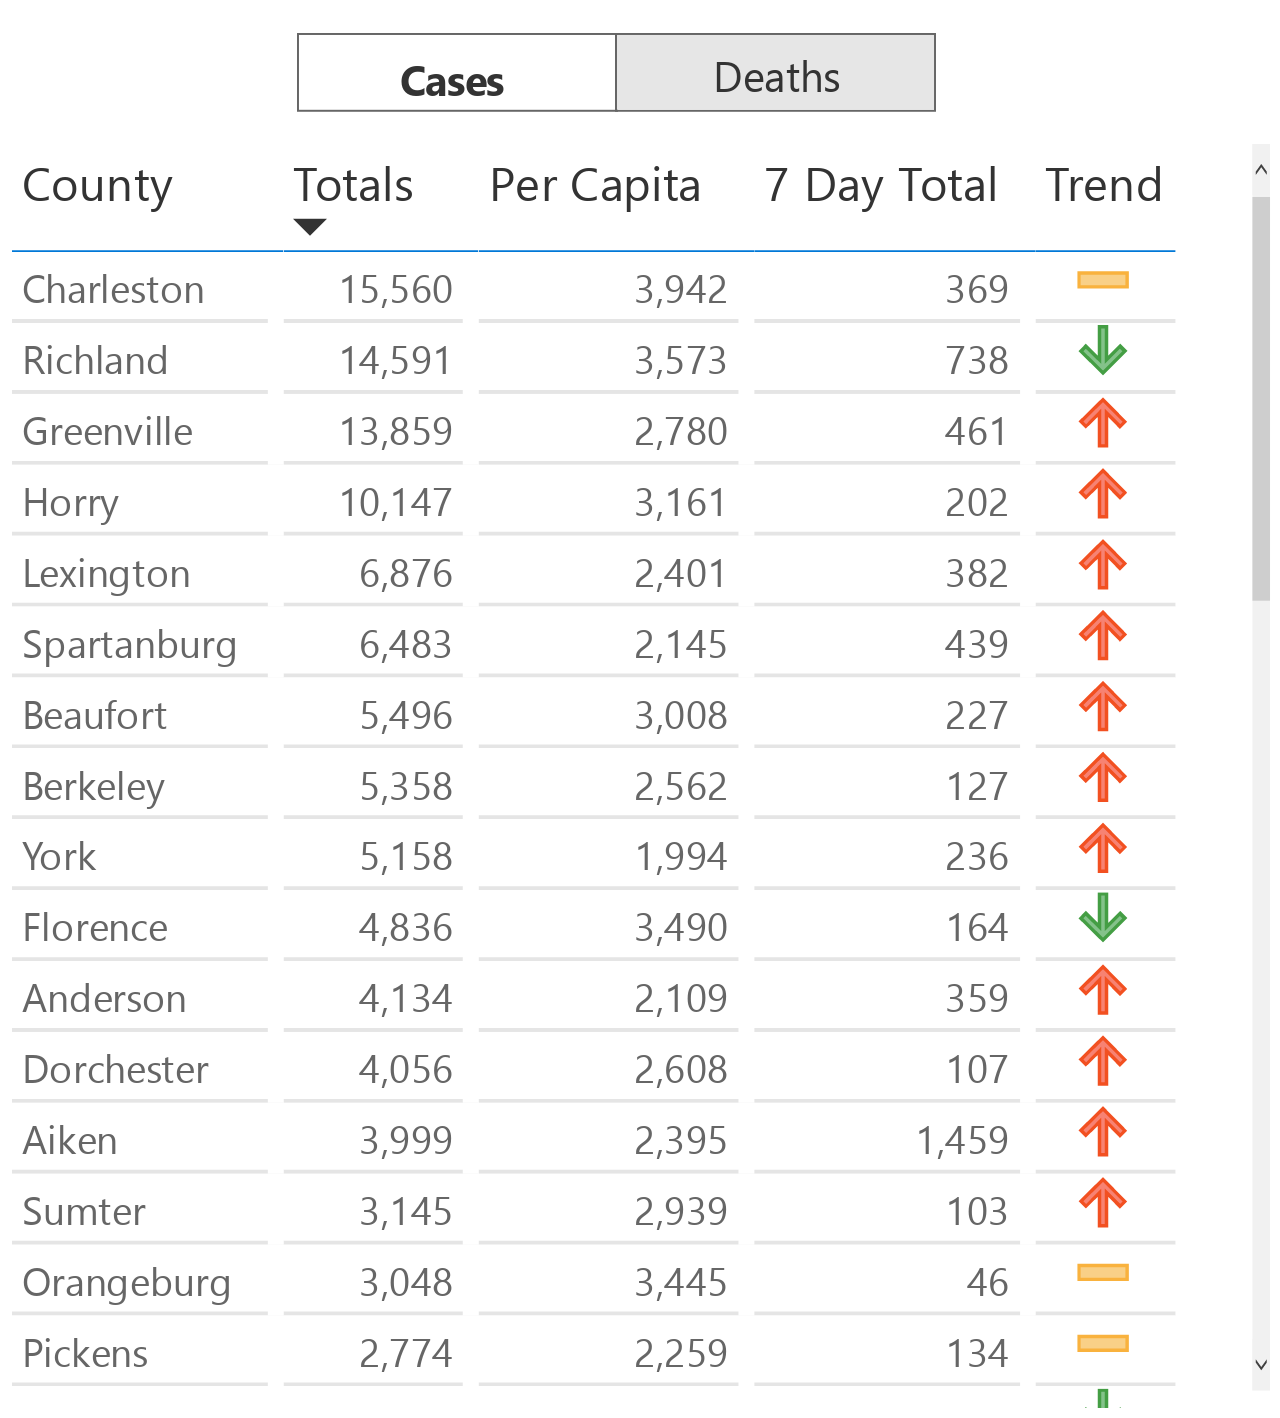 Cases Deaths
County Totals Per Capita 7 Day Total Trend
Charleston 15,560 3,942 369
Richland 14,591 3,573 738
Greenville 13,859 2,780 461
Horry 10,147 3,161 202
Lexington 6,876 2,401 382
Spartanburg 6,483 2,145 439
Beaufort 5,496 3,008 227
Berkeley 5,358 2,562 127
York 5,158 1,994 236
Florence 4,836 3,490 164
Anderson 4,134 2,109 359
Dorchester 4,056 2,608 107
Aiken 3,999 2,395 1,459
Sumter 3,145 2,939 103
Orangeburg 3,048 3,445 46
Pickens 2,774 2,259 134